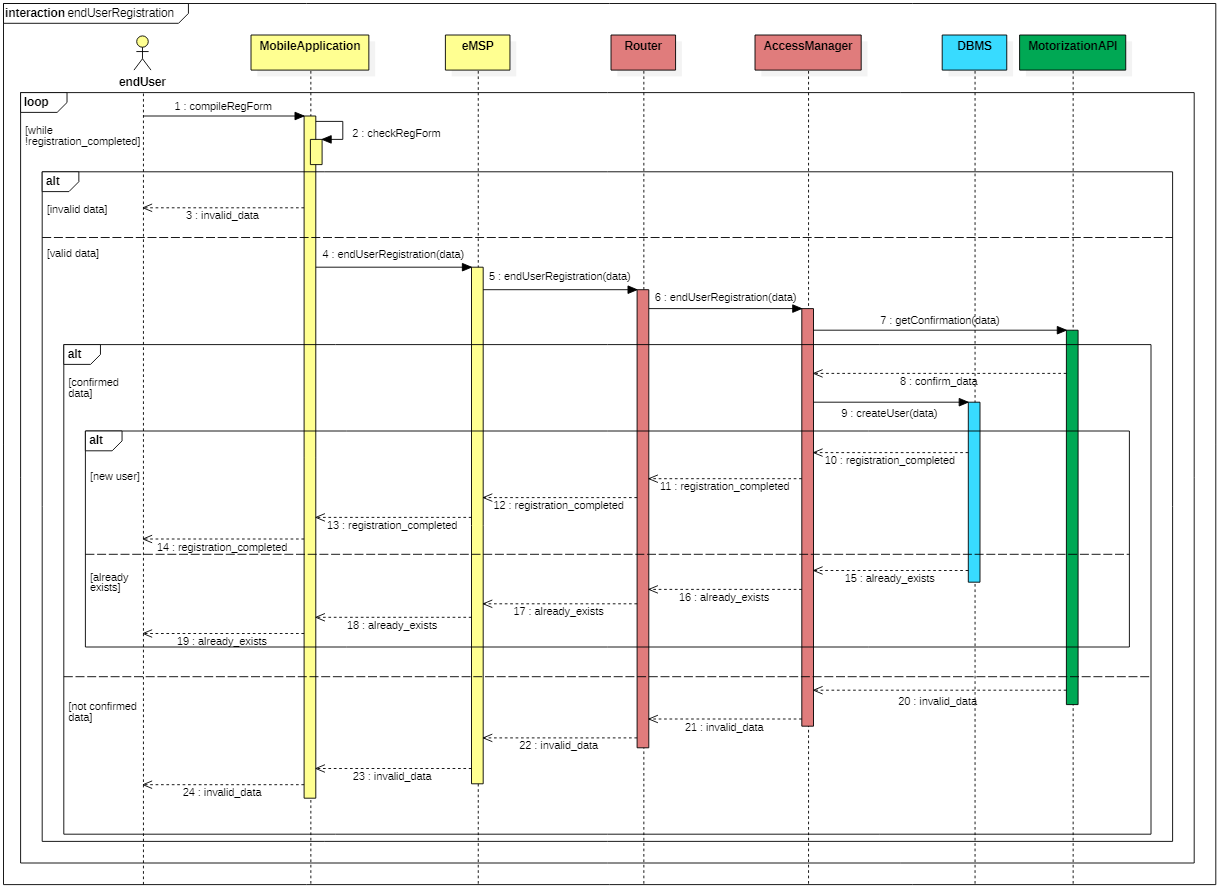 interaction endUserRegistration
MobileApplication
eMSP
Router
AccessManager
DBMS
MotorizationAPI
endUser
loop
[while
!registration_completed]
1 : compileRegForm
2 : checkRegForm
alt
[invalid data]
3 : invalid_data
[valid data]
4 : endUserRegistration(data)
5 : endUserRegistration(data)
6 : endUserRegistration(data)
7 : getConfirmation(data)
alt
[confirmed
data]
8 : confirm_data
9 : createUser(data)
alt
[new user]
10 : registration_completed
11 : registration_completed
12 : registration_completed
13 : registration_completed
14 : registration_completed
[already
exists]
15 : already_exists
16 : already_exists
17 : already_exists
18 : already_exists
19 : already_exists
[not confirmed
data]
20 : invalid_data
21 : invalid_data
22 : invalid_data
23 : invalid_data
24 : invalid_data